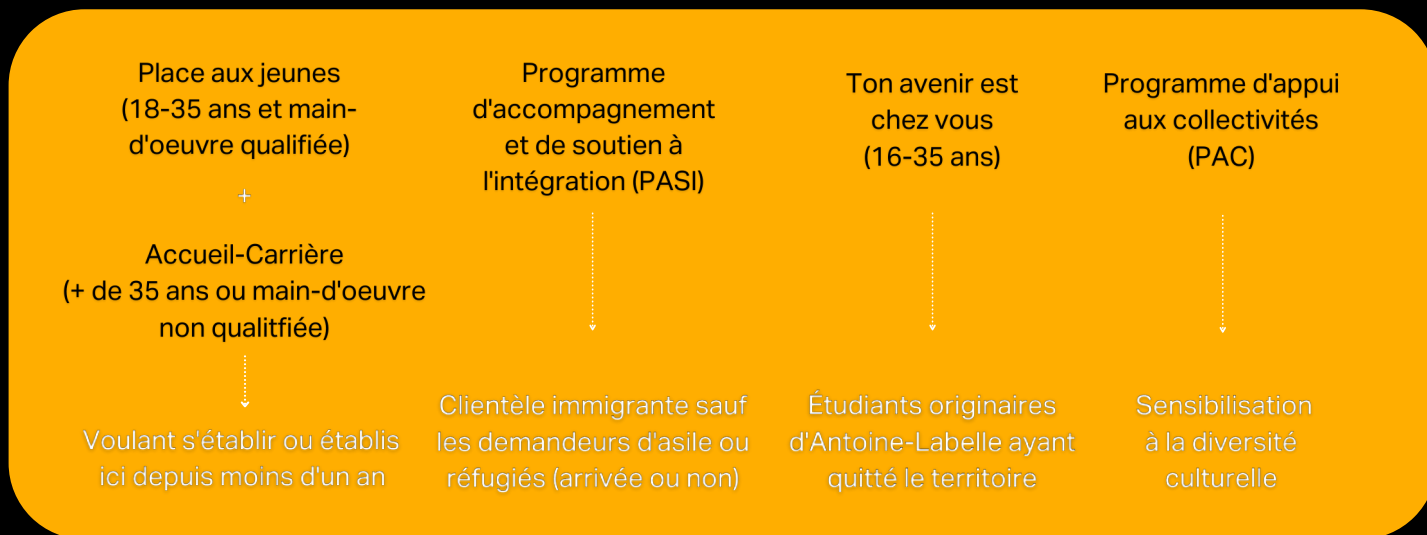 Place aux jeunes
(18-35 ans et main-
d'oeuvre qualifiée)
+
Accueil-Carrière
(+ de 35 ans ou main-d'oeuvre
non qualitfiée)
Voulant s'établir ou établis
ici depuis moins d'un an
Programme
d'accompagnement
et de soutien à
l'intégration (PASI)
Clientèle immigrante sauf
les demandeurs d'asile ou
réfugiés (arrivée ou non)
Ton avenir est
chez vous
(16-35 ans)
Étudiants originaires
d'Antoine-Labelle ayant
quitté le territoire
Programme d'appui
aux collectivités
(PAC)
Sensibilisation
à la diversité
culturelle